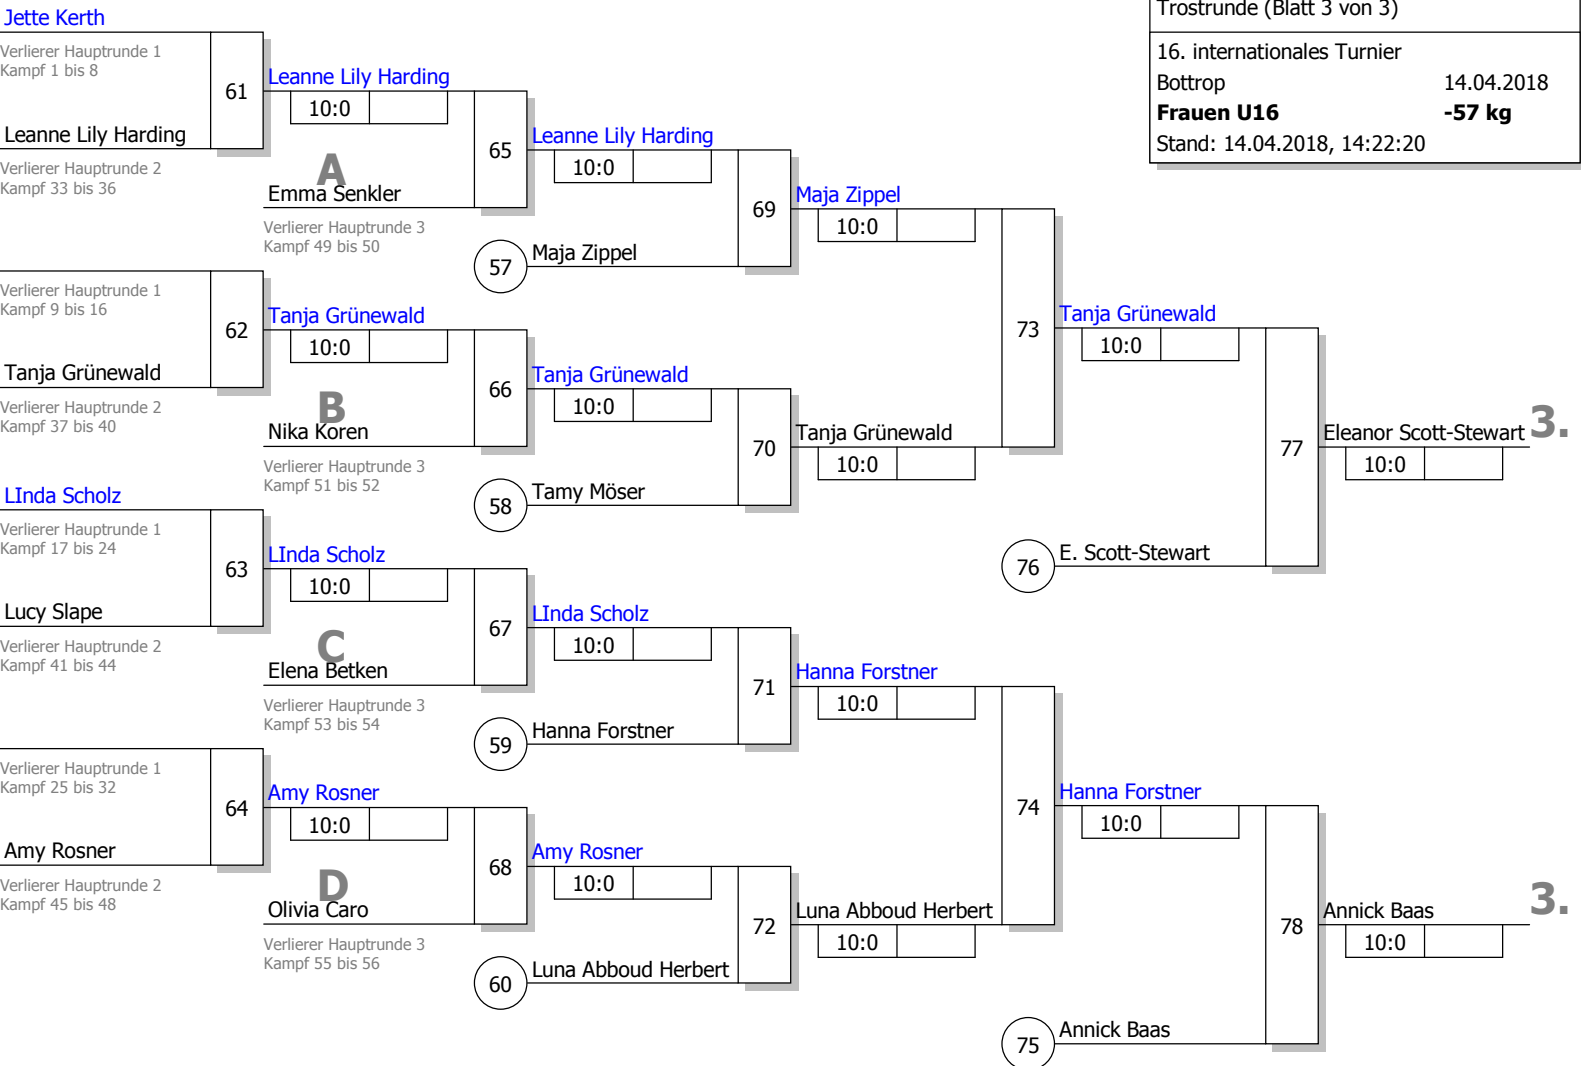 Trostrunde (Blatt 3 von 3)
16. internationales Turnier
Bottrop 14.04.2018
Frauen U16 -57 kg
Stand: 14.04.2018, 14:22:20
Jette Kerth
Verlierer Hauptrunde 1
Kampf 1 bis 8
61
Leanne Lily Harding
Verlierer Hauptrunde 2
Kampf 33 bis 36
Verlierer Hauptrunde 1
Kampf 9 bis 16
62
Tanja Grünewald
Verlierer Hauptrunde 2
Kampf 37 bis 40
LInda Scholz
Verlierer Hauptrunde 1
Kampf 17 bis 24
63
Lucy Slape
Verlierer Hauptrunde 2
Kampf 41 bis 44
Verlierer Hauptrunde 1
Kampf 25 bis 32
64
Amy Rosner
Verlierer Hauptrunde 2
Kampf 45 bis 48
Leanne Lily Harding
10:0
A
65
Emma Senkler
Verlierer Hauptrunde 3
Kampf 49 bis 50
Tanja Grünewald
10:0
B
66
Nika Koren
Verlierer Hauptrunde 3
Kampf 51 bis 52
LInda Scholz
10:0
C
67
Elena Betken
Verlierer Hauptrunde 3
Kampf 53 bis 54
Amy Rosner
10:0
D
68
Olivia Caro
Verlierer Hauptrunde 3
Kampf 55 bis 56
Leanne Lily Harding
10:0
69
57 Maja Zippel
Tanja Grünewald
10:0
70
58 Tamy Möser
LInda Scholz
10:0
71
59 Hanna Forstner
Amy Rosner
10:0
72
60 Luna Abboud Herbert
Maja Zippel
10:0
73
Tanja Grünewald
10:0
Hanna Forstner
10:0
74
Luna Abboud Herbert
10:0
Tanja Grünewald
10:0
77
76 E. Scott-Stewart
Hanna Forstner
10:0
78
75 Annick Baas
Eleanor Scott-Stewart 3.
10:0
Annick Baas 3.
10:0